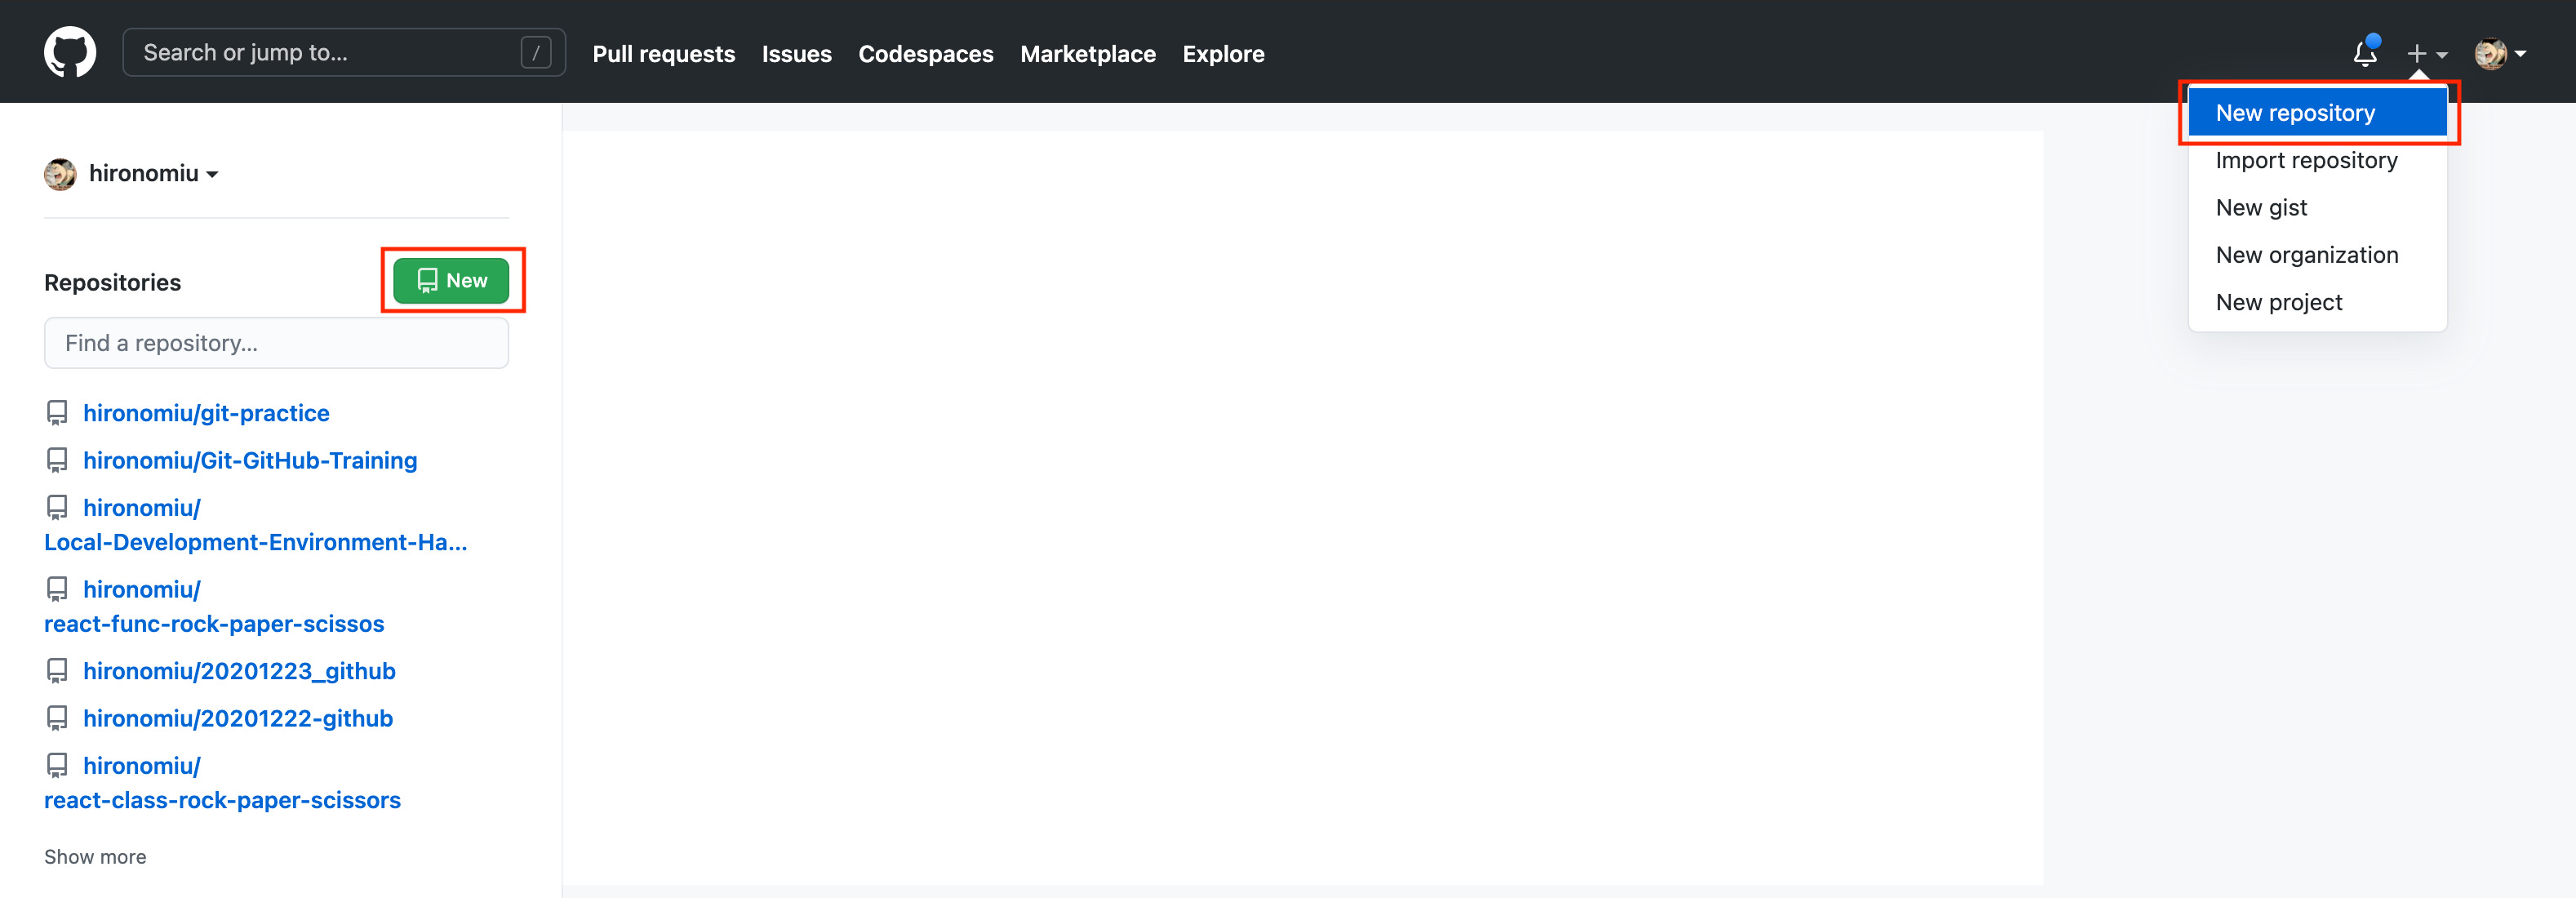 Search or jump to... /
Pull requests Issues Codespaces Marketplace Explore
New repository
Import repository
New gist
New organization
New project
hironomiu
Repositories
New
Find a repository...
hironomiu/git-practice
hironomiu/Git-GitHub-Training
hironomiu/
Local-Development-Environment-Ha...
hironomiu/
react-func-rock-paper-scissos
hironomiu/20201223_github
hironomiu/20201222-github
hironomiu/
react-class-rock-paper-scissors
Show more